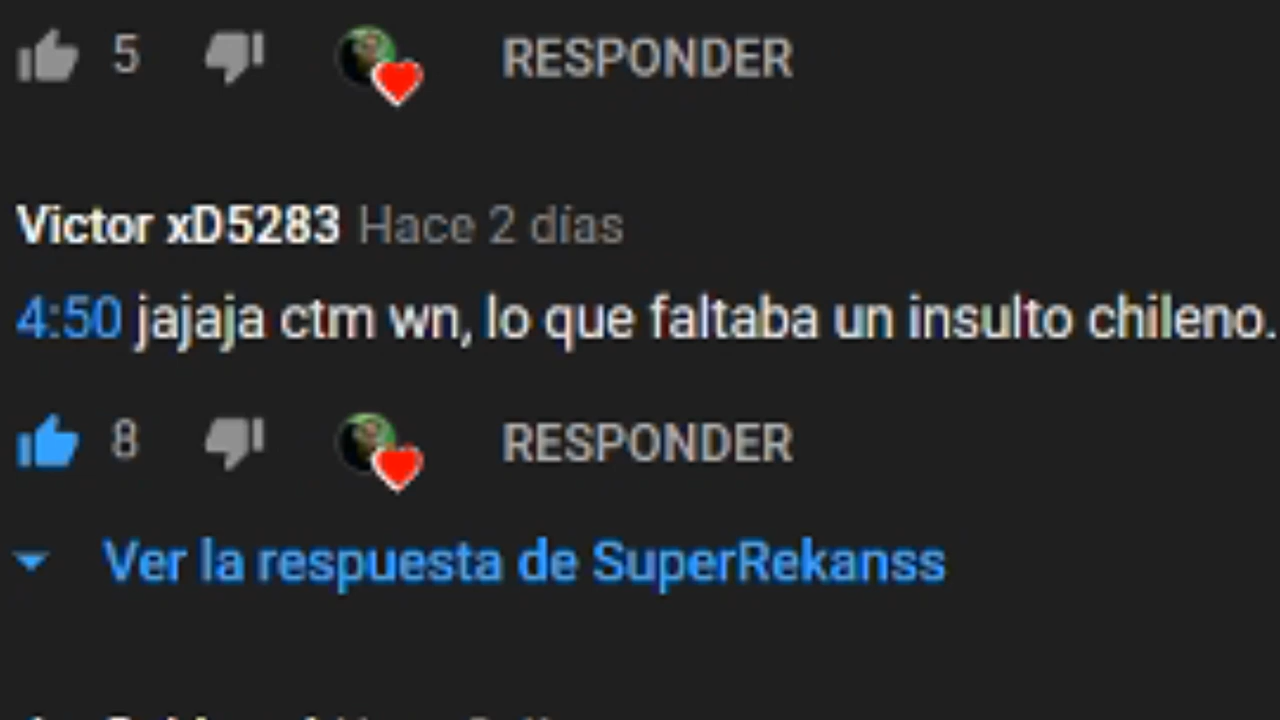 5 RESPONDER
Victor xD5283 Hace 2 días
4:50 jajaja ctm wn, lo que faltaba un insulto chileno.
8 RESPONDER
Ver la respuesta de SuperRekanss